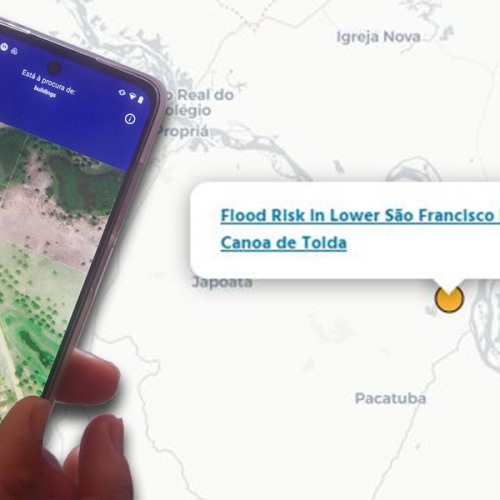 Está à procura de:
buildings
Igreja Nova
o Real do
olégio
Propriá
Flood Risk in Lower São Francisco
Canoa de Tolda
Japoatã
Pacatuba